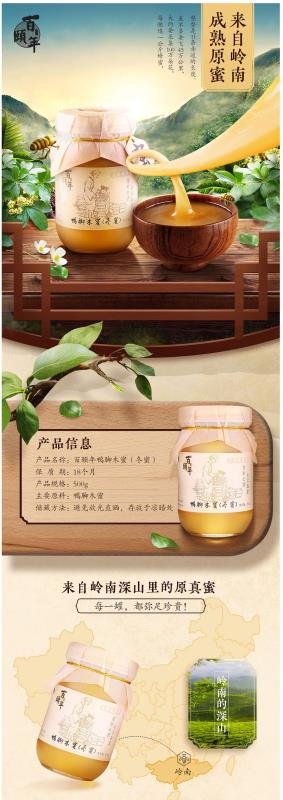 百年
頤
来自岭南
成熟原蜜
鸭脚木蜜(冬蜜)
产品信息
产品名称：百颐年鸭脚木蜜（冬蜜）
保 质 期：18个月
产品规格：500g
主要原料：鸭脚木蜜
储藏方法：避免放光直晒，存放于凉暗处
百年
頤
鸭脚木蜜(冬蜜)
来自岭南深山里的原真蜜
每一罐，都弥足珍贵！
百年
頤
鸭脚木蜜(冬蜜)
岭南的深山
岭南